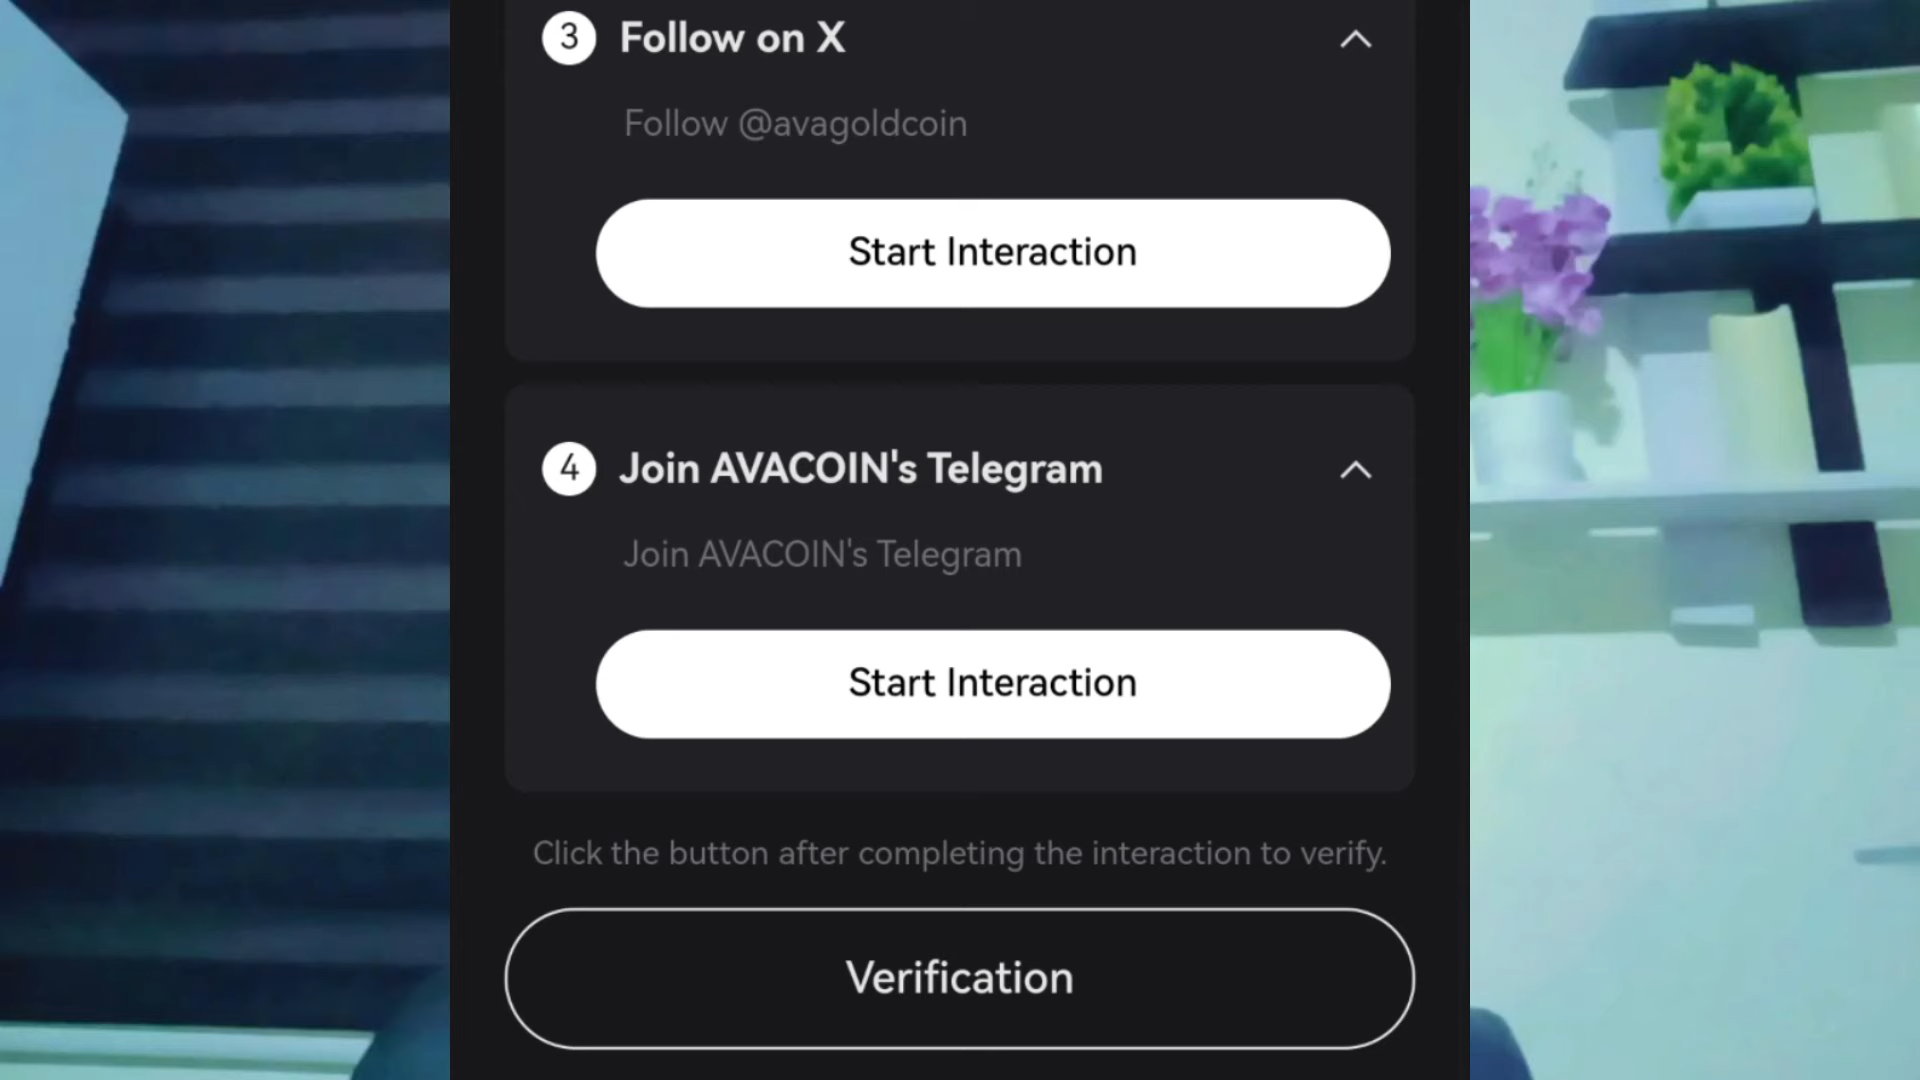 3 Follow on X
Follow @avagoldcoin
Start Interaction
4 Join AVACOIN's Telegram
Join AVACOIN's Telegram
Start Interaction
Click the button after completing the interaction to verify.
Verification